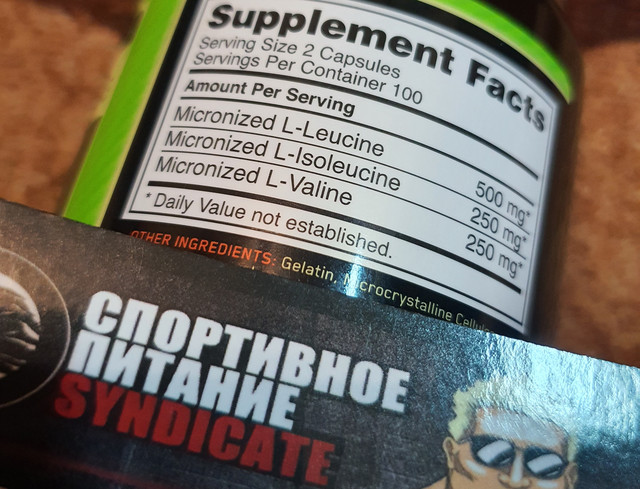 Supplement Facts
Serving Size 2 Capsules
Servings Per Container 100
Amount Per Serving
Micronized L-Leucine 500 mg*
Micronized L-Isoleucine 250 mg*
Micronized L-Valine 250 mg*
* Daily Value not established.
OTHER INGREDIENTS: Gelatin, Microcrystalline
СПОРТИВНОЕ
ПИТАНИЕ
SYNDICATE